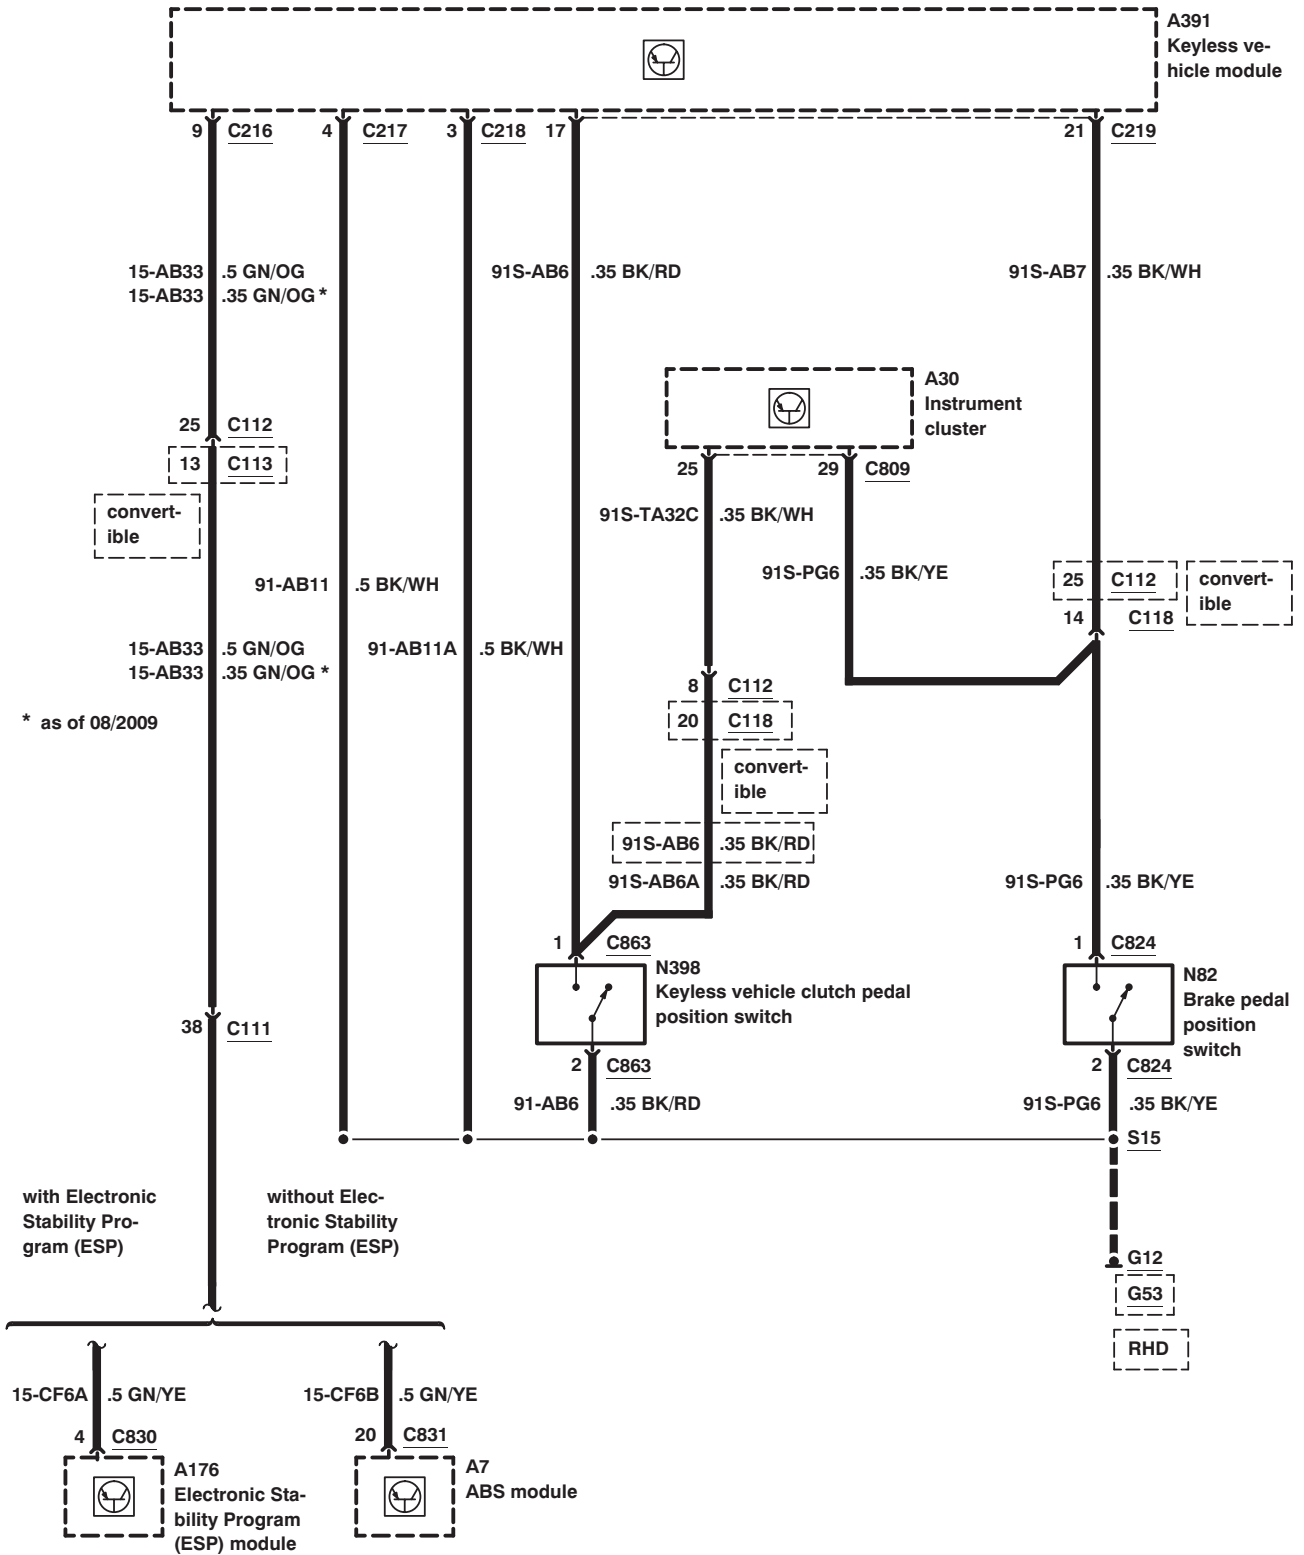 A391
Keyless ve-
hicle module
9 C216
4 C217
3 C218
17
21 C219
15-AB33 .5 GN/OG
15-AB33 .35 GN/OG *
91S-AB6 .35 BK/RD
91S-AB7 .35 BK/WH
A30
Instrument
cluster
25 C112
13 C113
convert-
ible
25
29 C809
91S-TA32C .35 BK/WH
91S-PG6 .35 BK/YE
91-AB11 .5 BK/WH
25 C112
convert-
ible
14 C118
15-AB33 .5 GN/OG
15-AB33 .35 GN/OG *
91-AB11A .5 BK/WH
* as of 08/2009
8 C112
20 C118
convert-
ible
91S-AB6 .35 BK/RD
91S-AB6A .35 BK/RD
91S-PG6 .35 BK/YE
1 C863
N398
Keyless vehicle clutch pedal
position switch
1 C824
N82
Brake pedal
position
switch
38 C111
2 C863
2 C824
91-AB6 .35 BK/RD
91S-PG6 .35 BK/YE
S15
with Electronic
Stability Pro-
gram (ESP)
without Elec-
tronic Stability
Program (ESP)
G12
G53
RHD
15-CF6A .5 GN/YE
15-CF6B .5 GN/YE
4 C830
20 C831
A176
Electronic Sta-
bility Program
(ESP) module
A7
ABS module